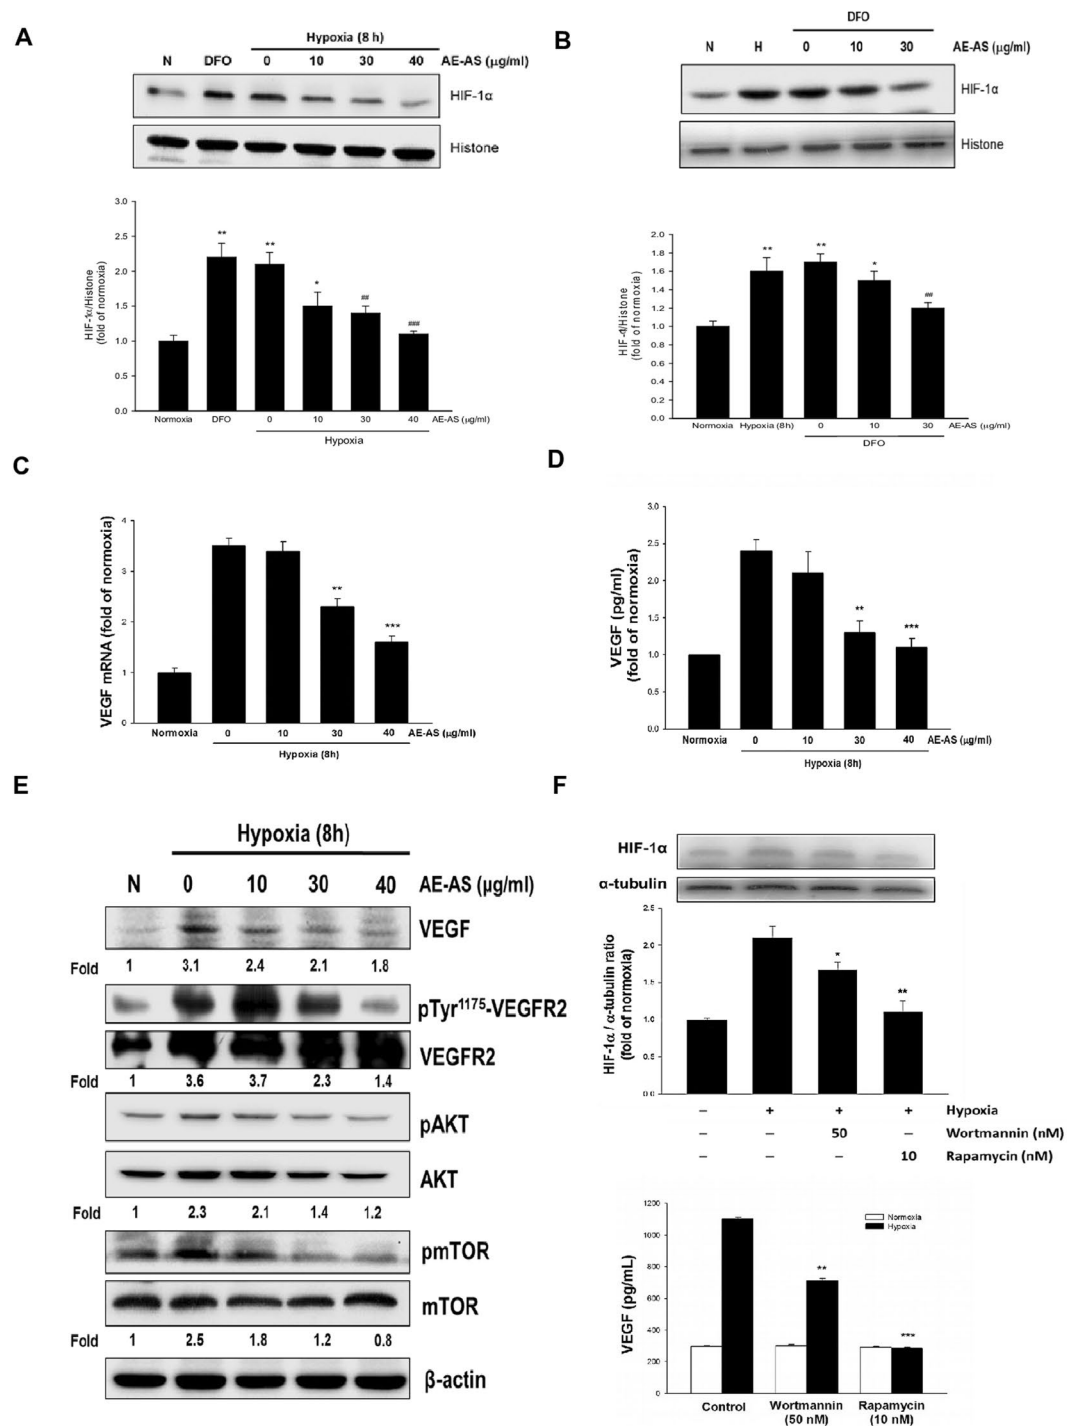 A
Hypoxia (8 h)
N DFO 0 10 30 40 AE-AS (μg/ml)
HIF-1α
Histone
HIF-1α/Histone
(fold of normoxia)
3.0
2.5
2.0
1.5
1.0
0.5
0.0
** ** * ## ###
Normoxia DFO 0 10 30 40 AE-AS (μg/ml)
Hypoxia
B
DFO
N H 0 10 30 AE-AS (μg/ml)
HIF-1α
Histone
(fold of normoxia)
2.0
1.8
1.6
1.4
1.2
1.0
0.8
0.6
0.4
0.2
0.0
** ** * ##
Normoxia Hypoxia (8h) 0 10 30 AE-AS (μg/ml)
DFO
C
VEGF mRNA (fold of normoxia)
4
3
2
1
0
** ***
Normoxia 0 10 30 40 AE-AS (μg/ml)
Hypoxia (8h)
D
VEGF (pg/ml)
(fold of normoxia)
3.0
2.5
2.0
1.5
1.0
0.5
0.0
** ***
Normoxia 0 10 30 40 AE-AS (μg/ml)
Hypoxia (8h)
E
Hypoxia (8h)
N 0 10 30 40 AE-AS (μg/ml)
VEGF
Fold 1 3.1 2.4 2.1 1.8
pTyr¹¹⁷⁵-VEGFR2
VEGFR2
Fold 1 3.6 3.7 2.3 1.4
pAKT
AKT
Fold 1 2.3 2.1 1.4 1.2
pmTOR
mTOR
Fold 1 2.5 1.8 1.2 0.8
β-actin
F
HIF-1α
α-tubulin
HIF-1α / α-tubulin ratio
(fold of normoxia)
2.5
2.0
1.5
1.0
0.5
0.0
* **
– + + + Hypoxia
– – 50 – Wortmannin (nM)
– – – 10 Rapamycin (nM)
VEGF (pg/mL)
1200
1000
800
600
400
200
0
Normoxia
Hypoxia
** ***
Control Wortmannin Rapamycin
(50 nM) (10 nM)